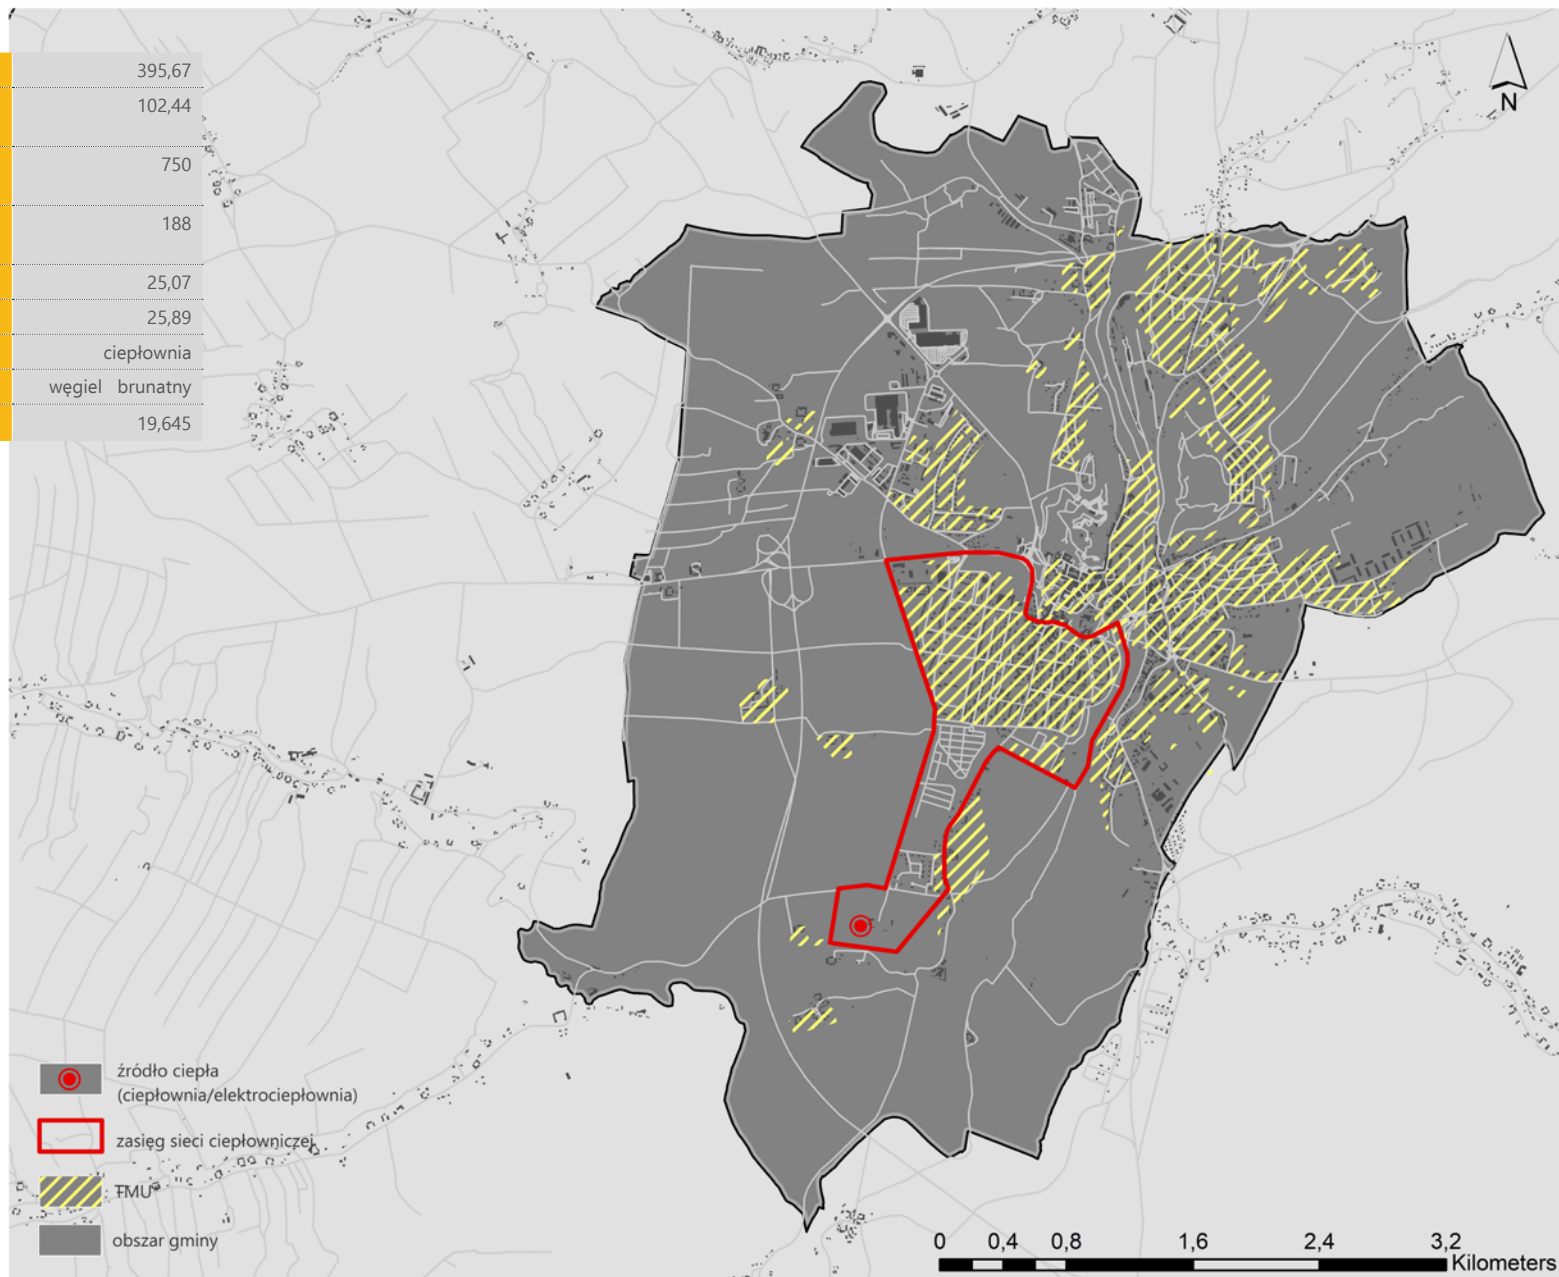 395,67
102,44
750
188
25,07
25,89
ciepłownia
węgiel brunatny
19,645
N
źródło ciepła
(ciepłownia/elektrociepłownia)
zasięg sieci ciepłowniczej
TMU
obszar gminy
0 0,4 0,8 1,6 2,4 3,2
Kilometers